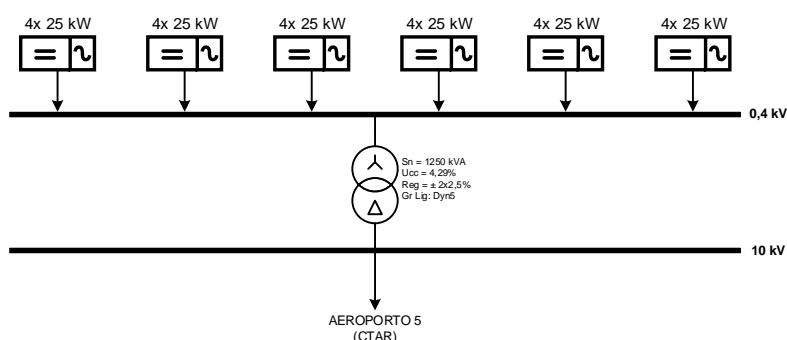 4x 25 kW
4x 25 kW
4x 25 kW
4x 25 kW
4x 25 kW
4x 25 kW
0,4 kV
Sn = 1250 kVA
Ucc = 4,29%
Reg = ± 2x2,5%
Gr Lig: Dyn5
10 kV
AEROPORTO 5
(CTAR)